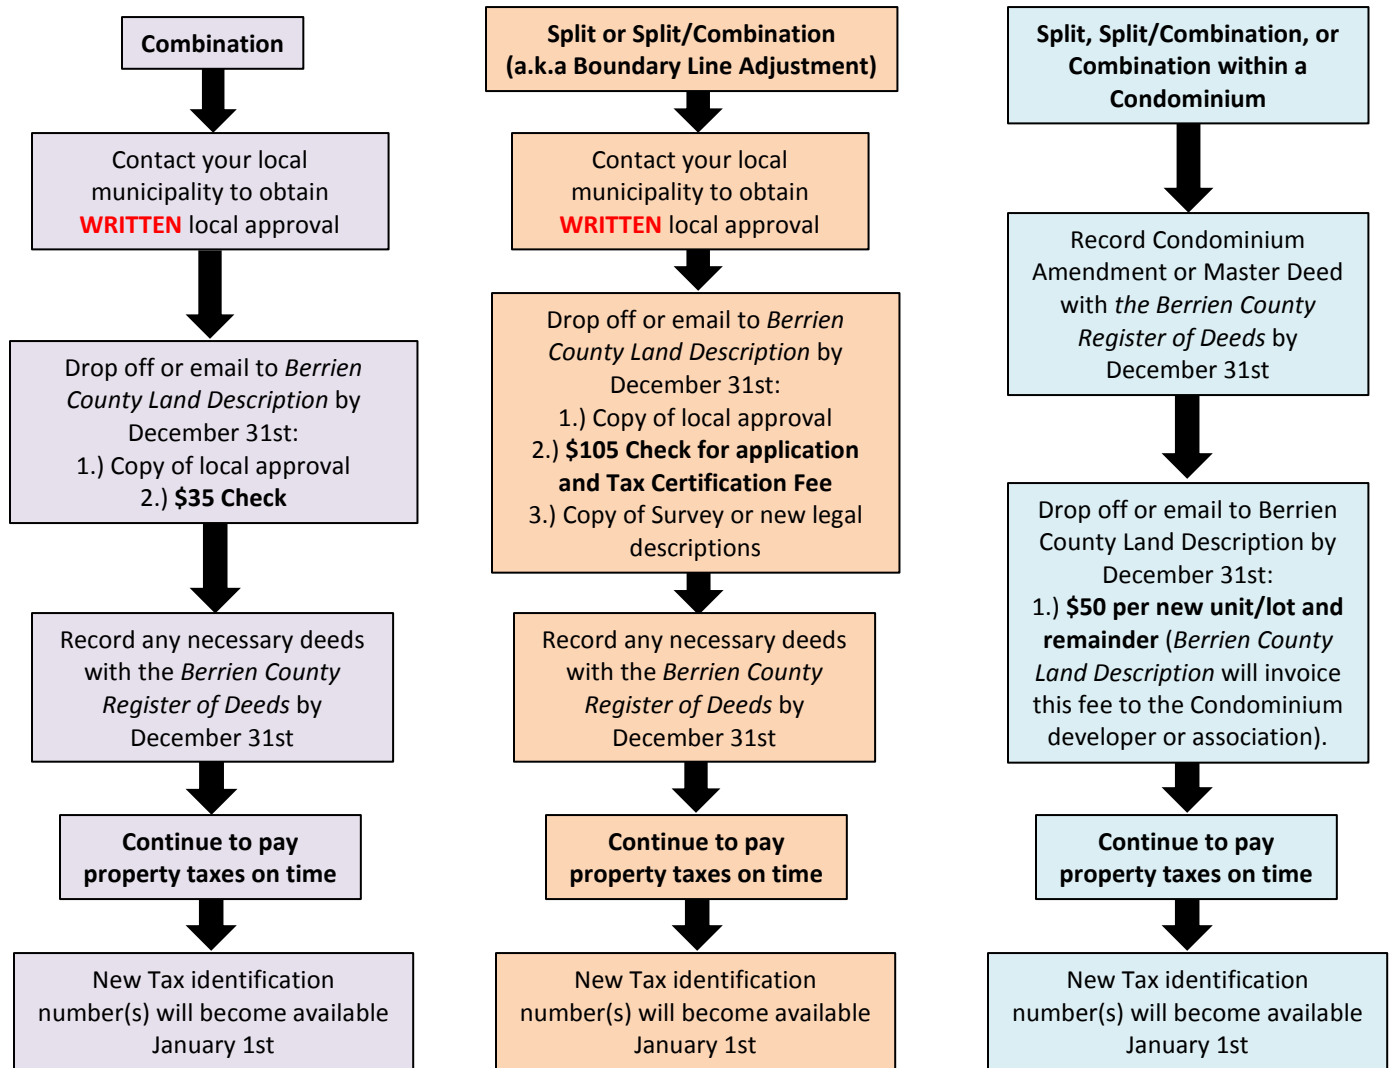 Combination
Contact your local
municipality to obtain
WRITTEN local approval
Drop off or email to Berrien
County Land Description by
December 31st:
1.) Copy of local approval
2.) $35 Check
Record any necessary deeds
with the Berrien County
Register of Deeds by
December 31st
Continue to pay
property taxes on time
New Tax identification
number(s) will become available
January 1st
Split or Split/Combination
(a.k.a Boundary Line Adjustment)
Contact your local
municipality to obtain
WRITTEN local approval
Drop off or email to Berrien
County Land Description by
December 31st:
1.) Copy of local approval
2.) $105 Check for application
and Tax Certification Fee
3.) Copy of Survey or new legal
descriptions
Record any necessary deeds
with the Berrien County
Register of Deeds by
December 31st
Continue to pay
property taxes on time
New Tax identification
number(s) will become available
January 1st
Split, Split/Combination, or
Combination within a
Condominium
Record Condominium
Amendment or Master Deed
with the Berrien County
Register of Deeds by
December 31st
Drop off or email to Berrien
County Land Description by
December 31st:
1.) $50 per new unit/lot and
remainder (Berrien County
Land Description will invoice
this fee to the Condominium
developer or association).
Continue to pay
property taxes on time
New Tax identification
number(s) will become available
January 1st